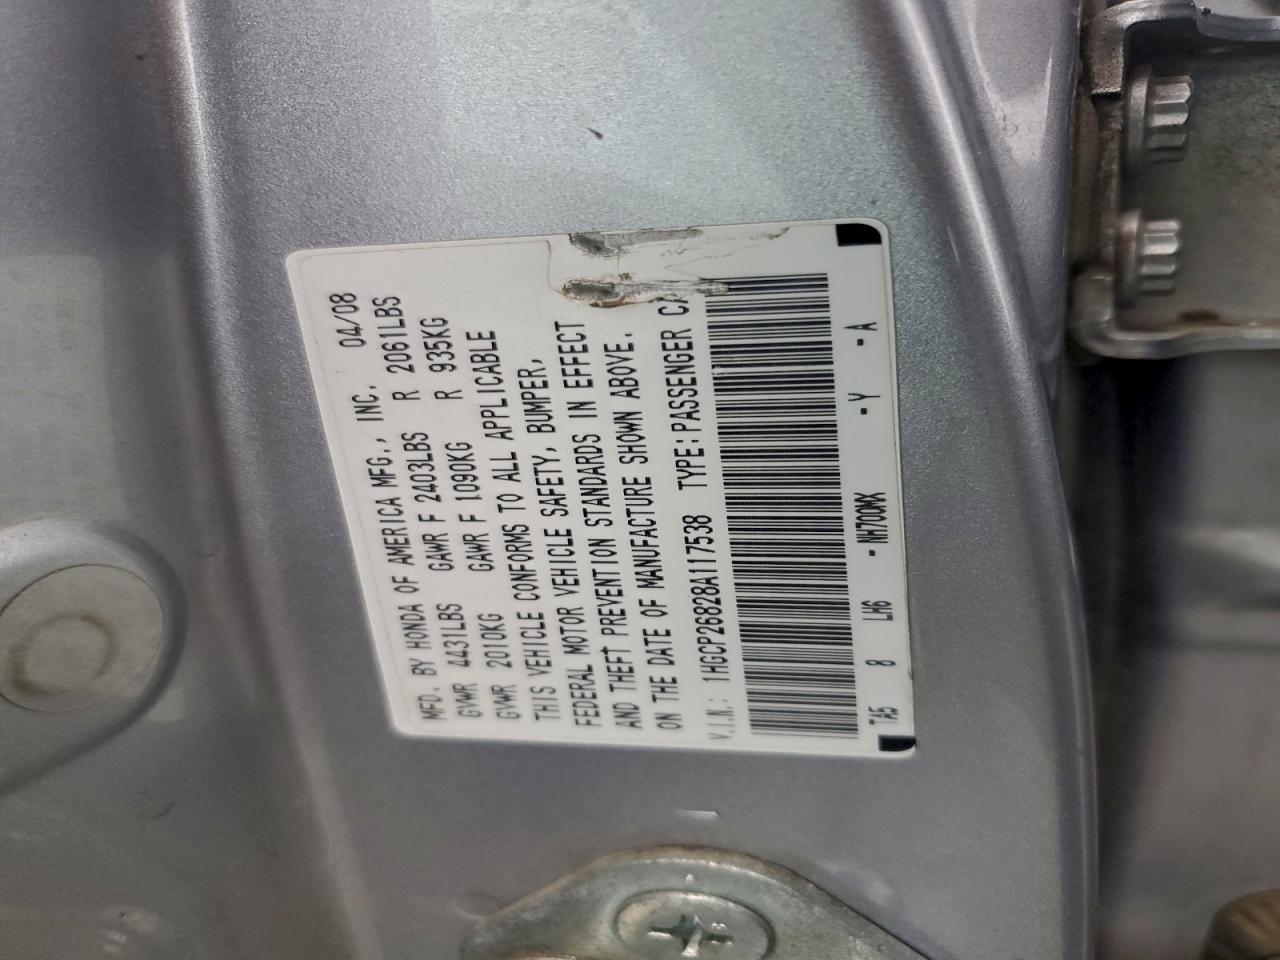 MFD. BY HONDA OF AMERICA MFG., INC. 04/08
GVWR 4431LBS GAWR F 2403LBS R 2061LBS
GVWR 2010KG GAWR F 1090KG R 935KG
THIS VEHICLE CONFORMS TO ALL APPLICABLE
FEDERAL MOTOR VEHICLE SAFETY, BUMPER,
AND THEFT PREVENTION STANDARDS IN EFFECT
ON THE DATE OF MANUFACTURE SHOWN ABOVE.
V.I.N.: 1HGCP26828A117538 TYPE:PASSENGER
TA5 8 LH6 -NH700MX -Y -A